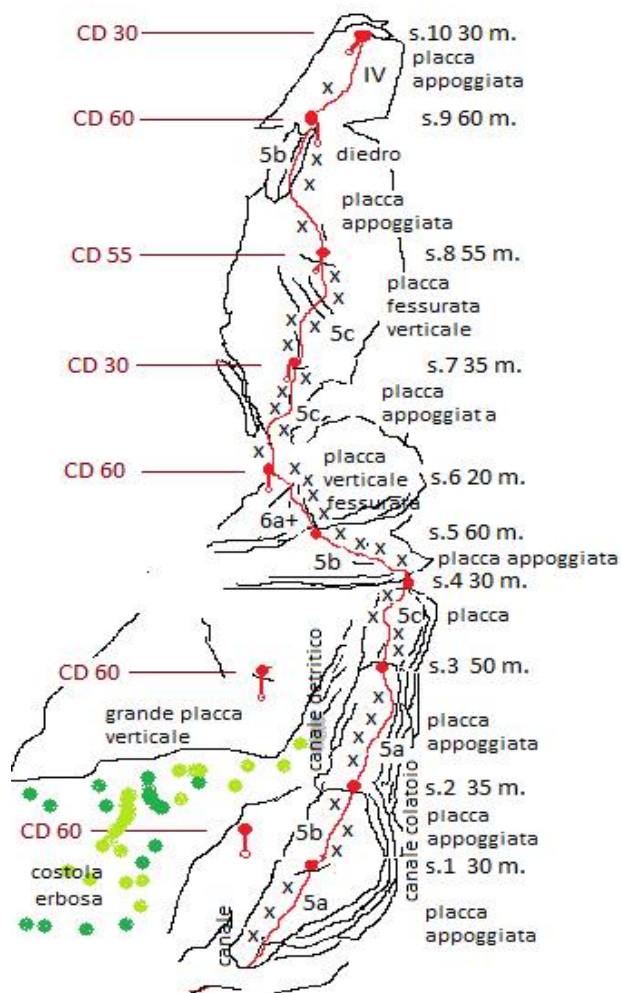 CD 30
s.10 30 m.
placca
appoggiata
IV
CD 60
s.9 60 m.
5b
diedro
placca
appoggiata
CD 55
s.8 55 m.
placca
fessurata
verticale
5c
CD 30
s.7 35 m.
placca
appoggiata
5c
CD 60
placca
verticale
fessurata
s.6 20 m.
6a+
s.5 60 m.
5b
placca appoggiata
s.4 30 m.
5c
placca
canale detritico
CD 60
s.3 50 m.
grande placca
verticale
placca
appoggiata
5a
canale colatoio
s.2 35 m.
CD 60
5b
placca
appoggiata
s.1 30 m.
costola
erbosa
5a
canale
placca
appoggiata